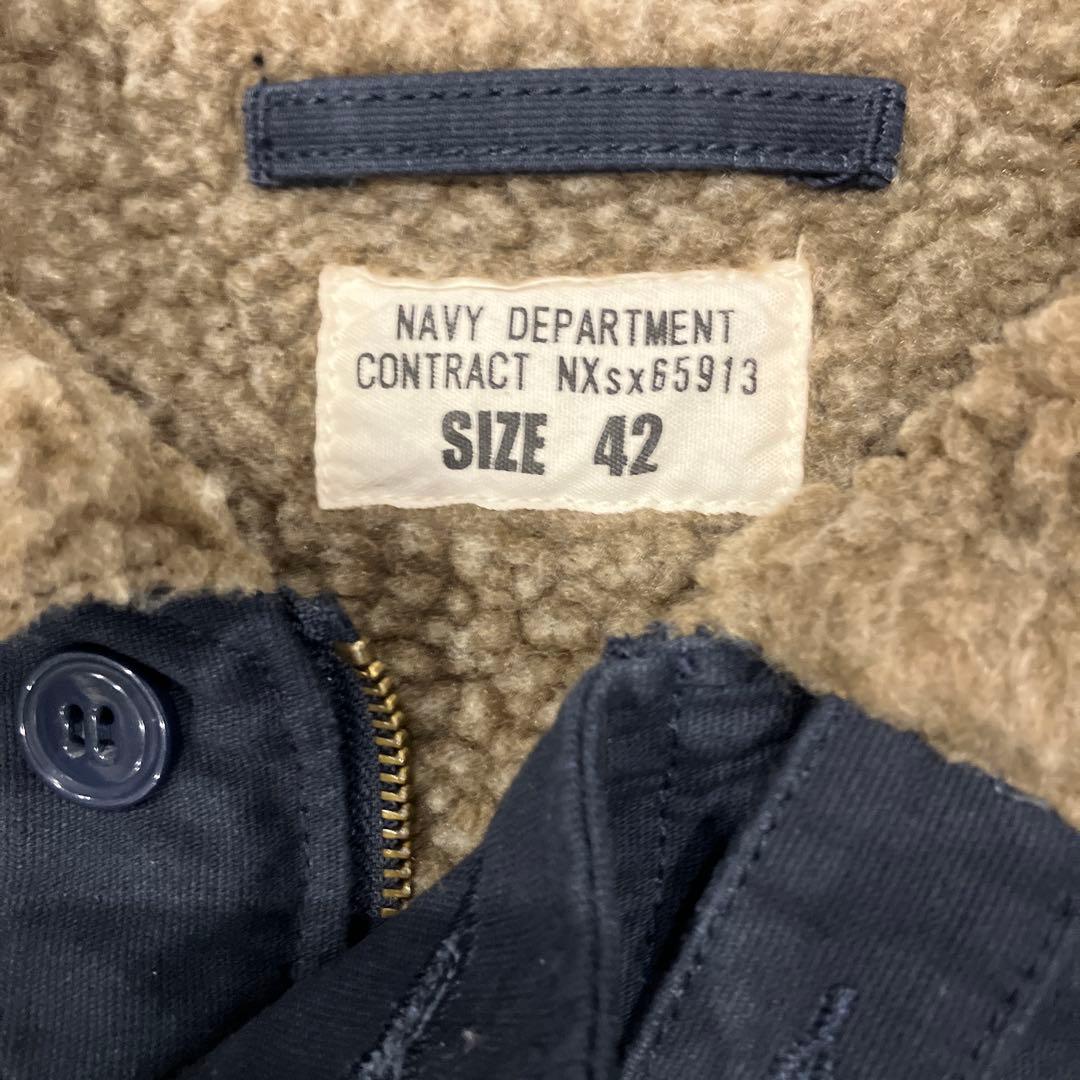 NAVY DEPARTMENT
CONTRACT NXsx65913
SIZE 42